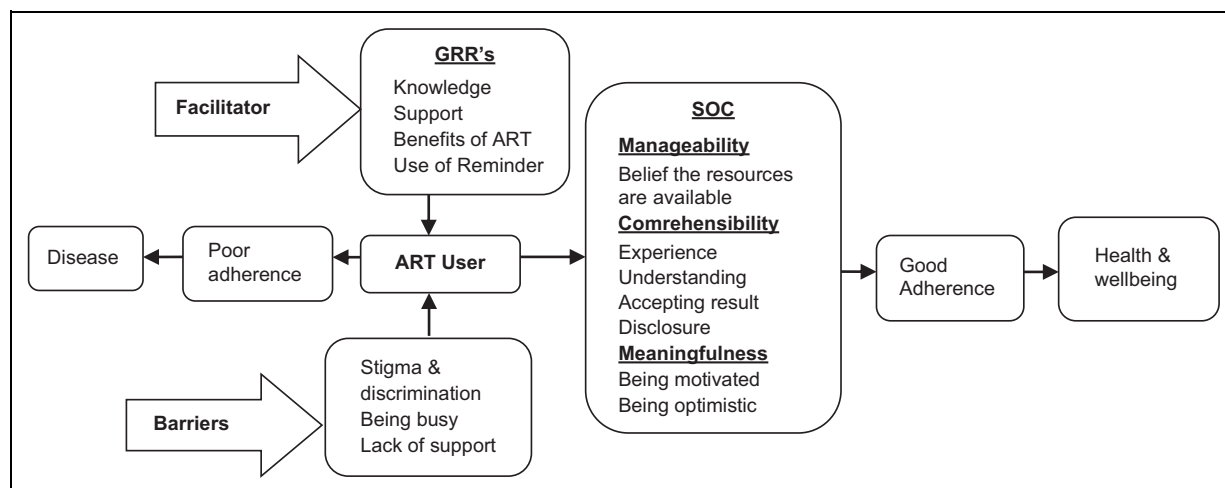 GRR's
Knowledge
Support
Benefits of ART
Use of Reminder
Facilitator
SOC
Manageability
Belief the resources
are available
Comrehensibility
Experience
Understanding
Accepting result
Disclosure
Meaningfulness
Being motivated
Being optimistic
Disease
Poor
adherence
ART User
Good
Adherence
Health &
wellbeing
Stigma &
discrimination
Being busy
Lack of support
Barriers